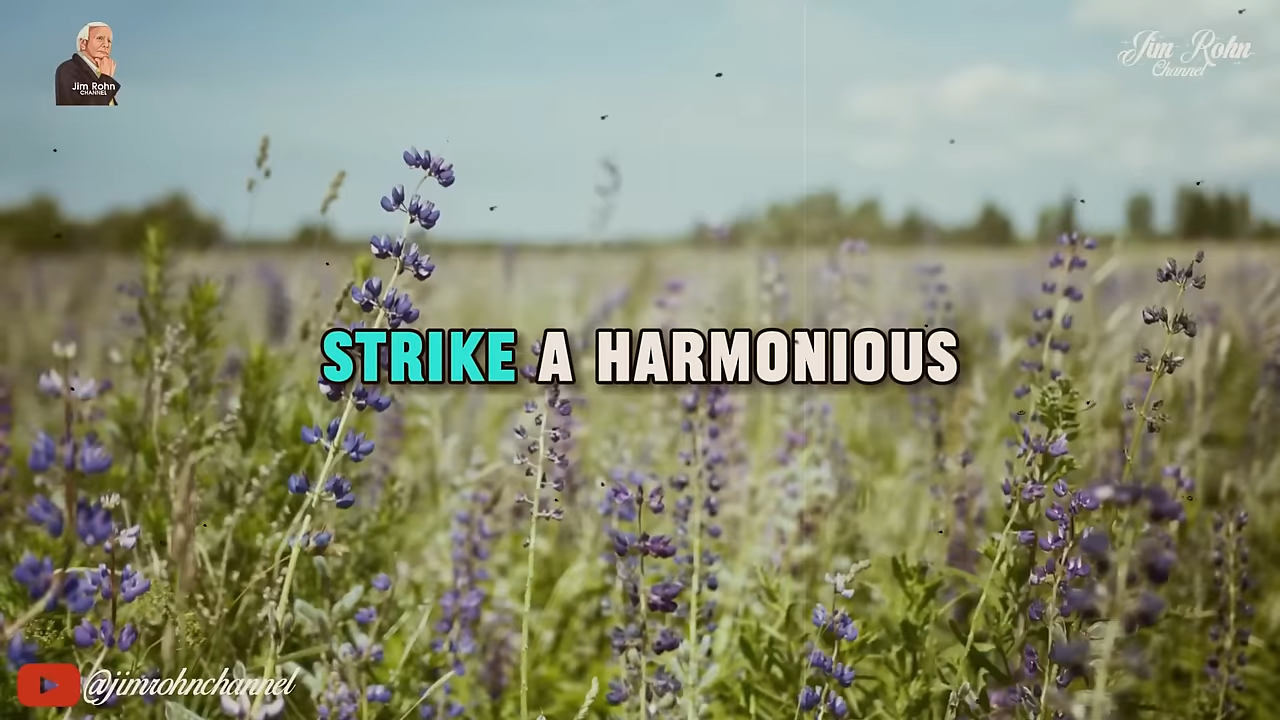 Jim Rohn
CHANNEL
Jim Rohn
Channel
STRIKE A HARMONIOUS
@jimrohnchannel